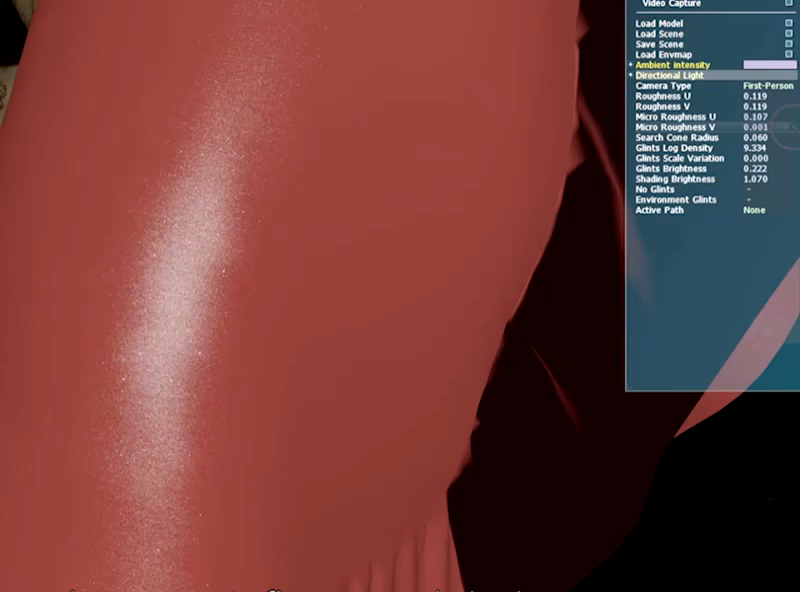 Video Capture
Load Model
Load Scene
Save Scene
Load Envmap
+ Ambient intensity
+ Directional Light
Camera Type First-Person
Roughness U 0.119
Roughness V 0.119
Micro Roughness U 0.107
Micro Roughness V 0.001
Search Cone Radius 0.060
Glints Log Density 9.334
Glints Scale Variation 0.000
Glints Brightness 0.222
Shading Brightness 1.070
No Glints -
Environment Glints -
Active Path None